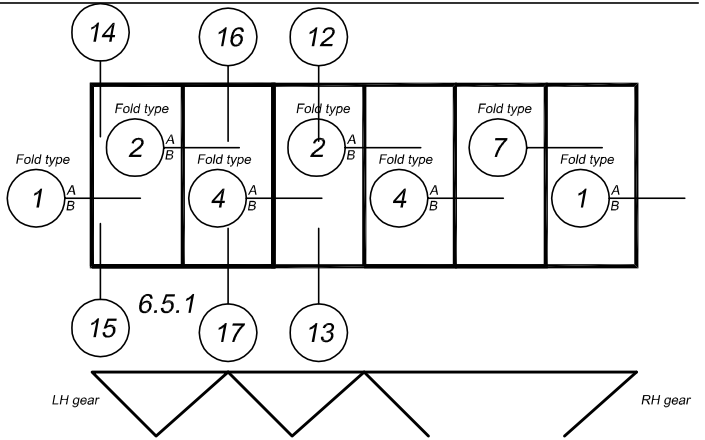 14
16
12
Fold type
Fold type
Fold type
2
A
B
2
A
B
7
Fold type
Fold type
Fold type
Fold type
1
A
B
4
A
B
4
A
B
1
A
B
6.5.1
15
17
13
LH gear
RH gear